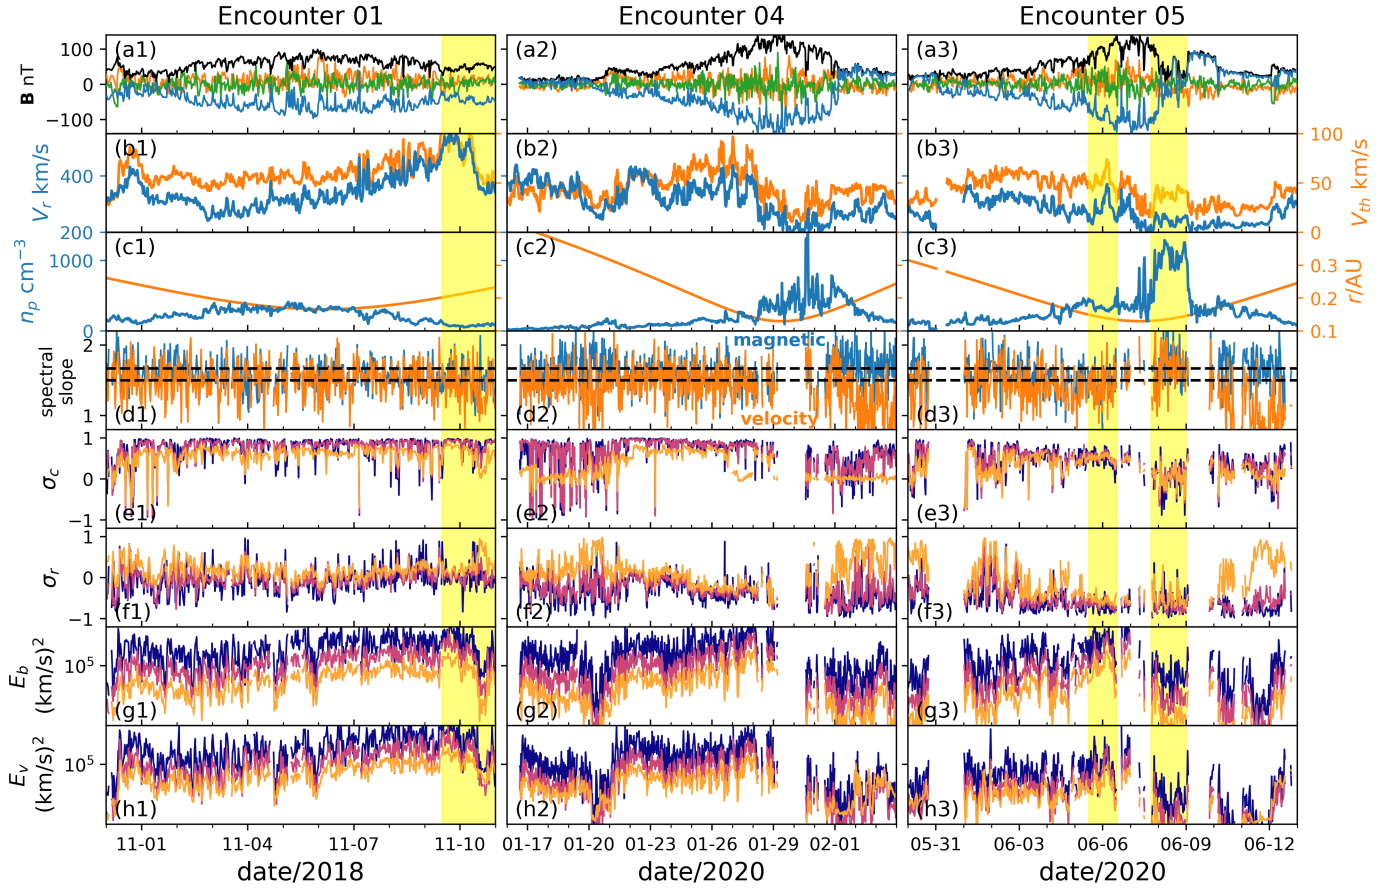 Encounter 01 Encounter 04 Encounter 05
100 0 −100
B nT
(a1) (a2) (a3)
400 200
V_r km/s
(b1) (b2) (b3)
100 50 0
V_th km/s
1000 0
n_p cm⁻³
(c1) (c2) (c3)
0.3 0.2 0.1
r/AU
2 1
spectral
slope
magnetic
velocity
(d1) (d2) (d3)
1 0 −1
σ_c
(e1) (e2) (e3)
1 0 −1
σ_r
(f1) (f2) (f3)
10⁵
E_b
(km/s)²
(g1) (g2) (g3)
10⁵
E_v
(km/s)²
(h1) (h2) (h3)
11-01 11-04 11-07 11-10 01-17 01-20 01-23 01-26 01-29 02-01 05-31 06-03 06-06 06-09 06-12
date/2018 date/2020 date/2020